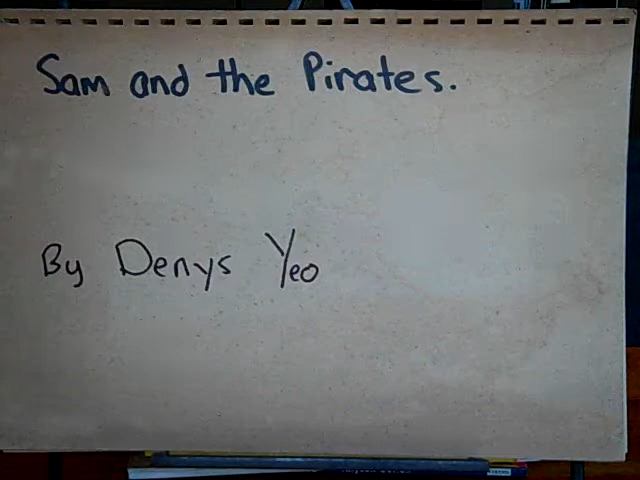 Sam and the Pirates.
By Denys Yeo